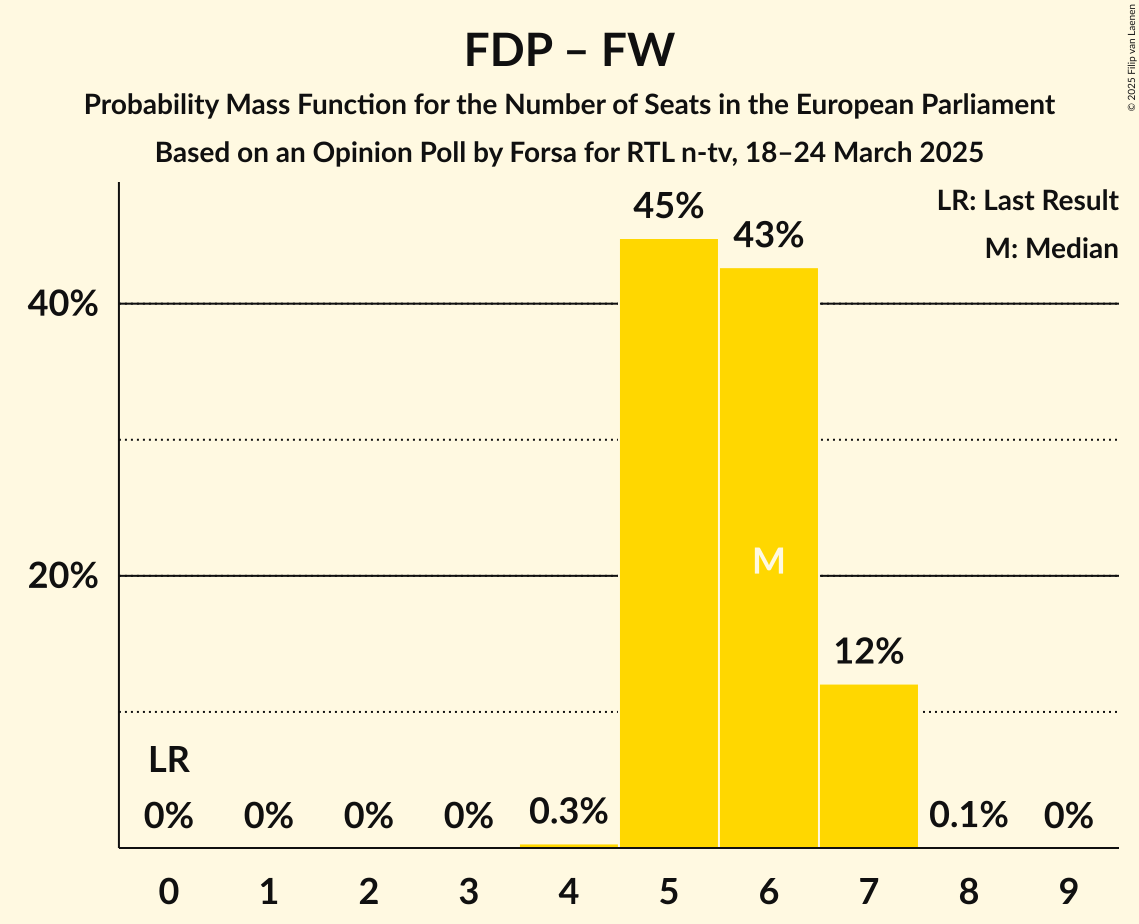 FDP – FW
Probability Mass Function for the Number of Seats in the European Parliament
Based on an Opinion Poll by Forsa for RTL n-tv, 18–24 March 2025
© 2025 Filip van Laenen
LR: Last Result
M: Median
45%
43%
40%
M
20%
12%
LR
0%
0%
0%
0%
0.3%
0.1%
0%
0 1 2 3 4 5 6 7 8 9